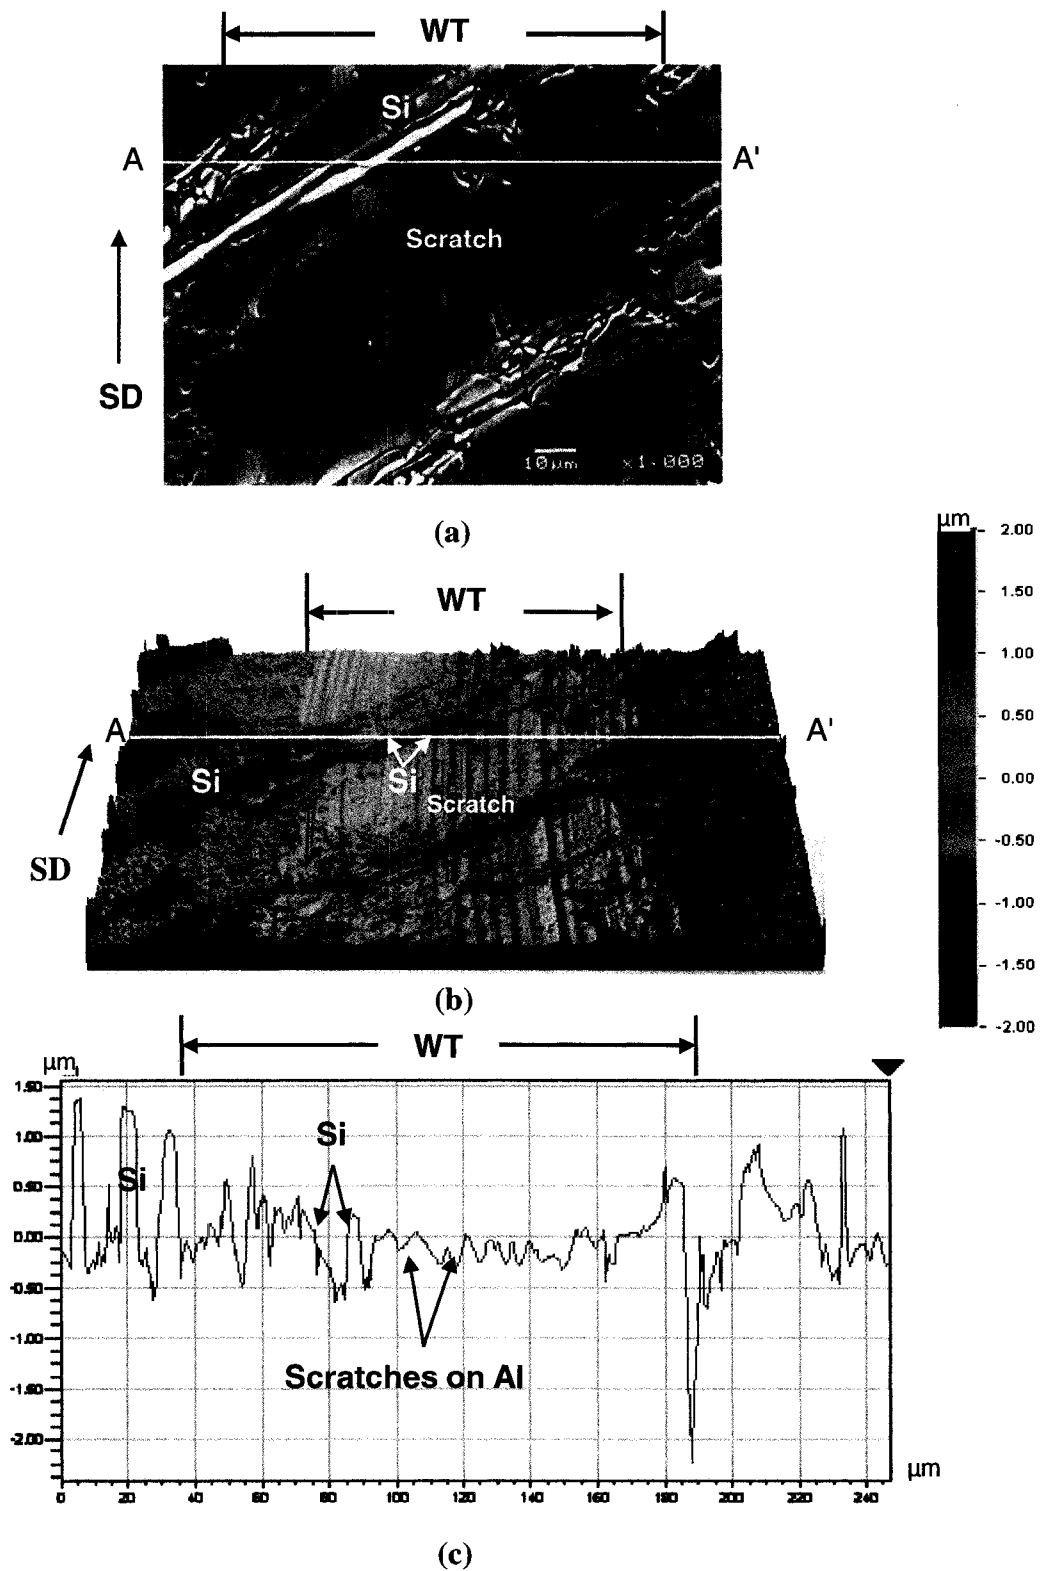 WT
Si
A A'
Scratch
SD
10μm ×1.000
(a)
μm
2.00
WT
1.50
1.00
A A'
0.50
Si Si
0.00
Scratch
SD
-0.50
-1.00
-1.50
(b)
-2.00
WT
μm
1.50
Si
1.00
Si
0.50
0.00
-0.50
-1.00
Scratches on Al
-1.50
-2.00
μm
0 20 40 60 80 100 120 140 160 180 200 220 240
(c)